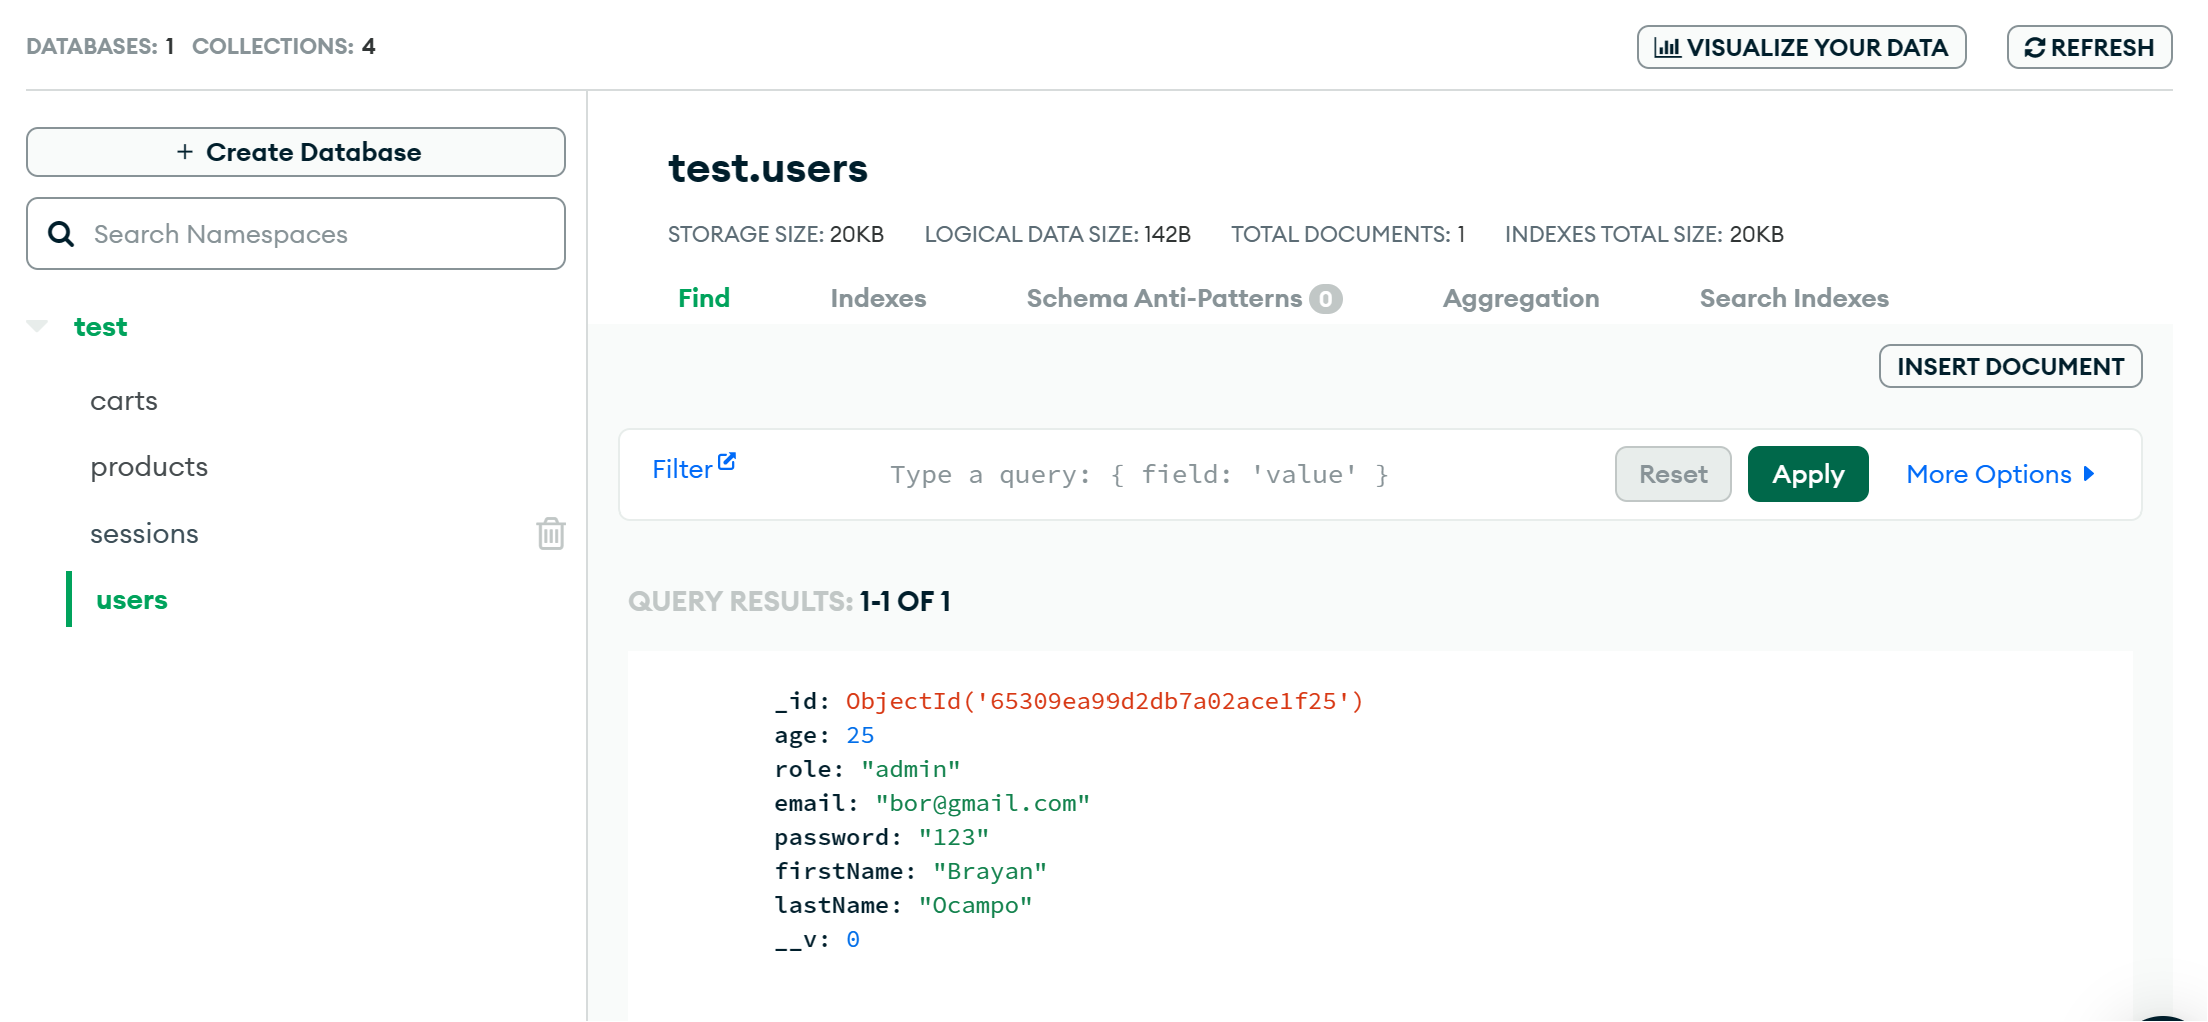 DATABASES: 1 COLLECTIONS: 4
VISUALIZE YOUR DATA
REFRESH
+ Create Database
Search Namespaces
test
carts
products
sessions
users
test.users
STORAGE SIZE: 20KB LOGICAL DATA SIZE: 142B TOTAL DOCUMENTS: 1 INDEXES TOTAL SIZE: 20KB
Find Indexes Schema Anti-Patterns 0 Aggregation Search Indexes
INSERT DOCUMENT
Filter Type a query: { field: 'value' } Reset Apply More Options
QUERY RESULTS: 1-1 OF 1
_id: ObjectId('65309ea99d2db7a02ace1f25')
age: 25
role: "admin"
email: "bor@gmail.com"
password: "123"
firstName: "Brayan"
lastName: "Ocampo"
__v: 0